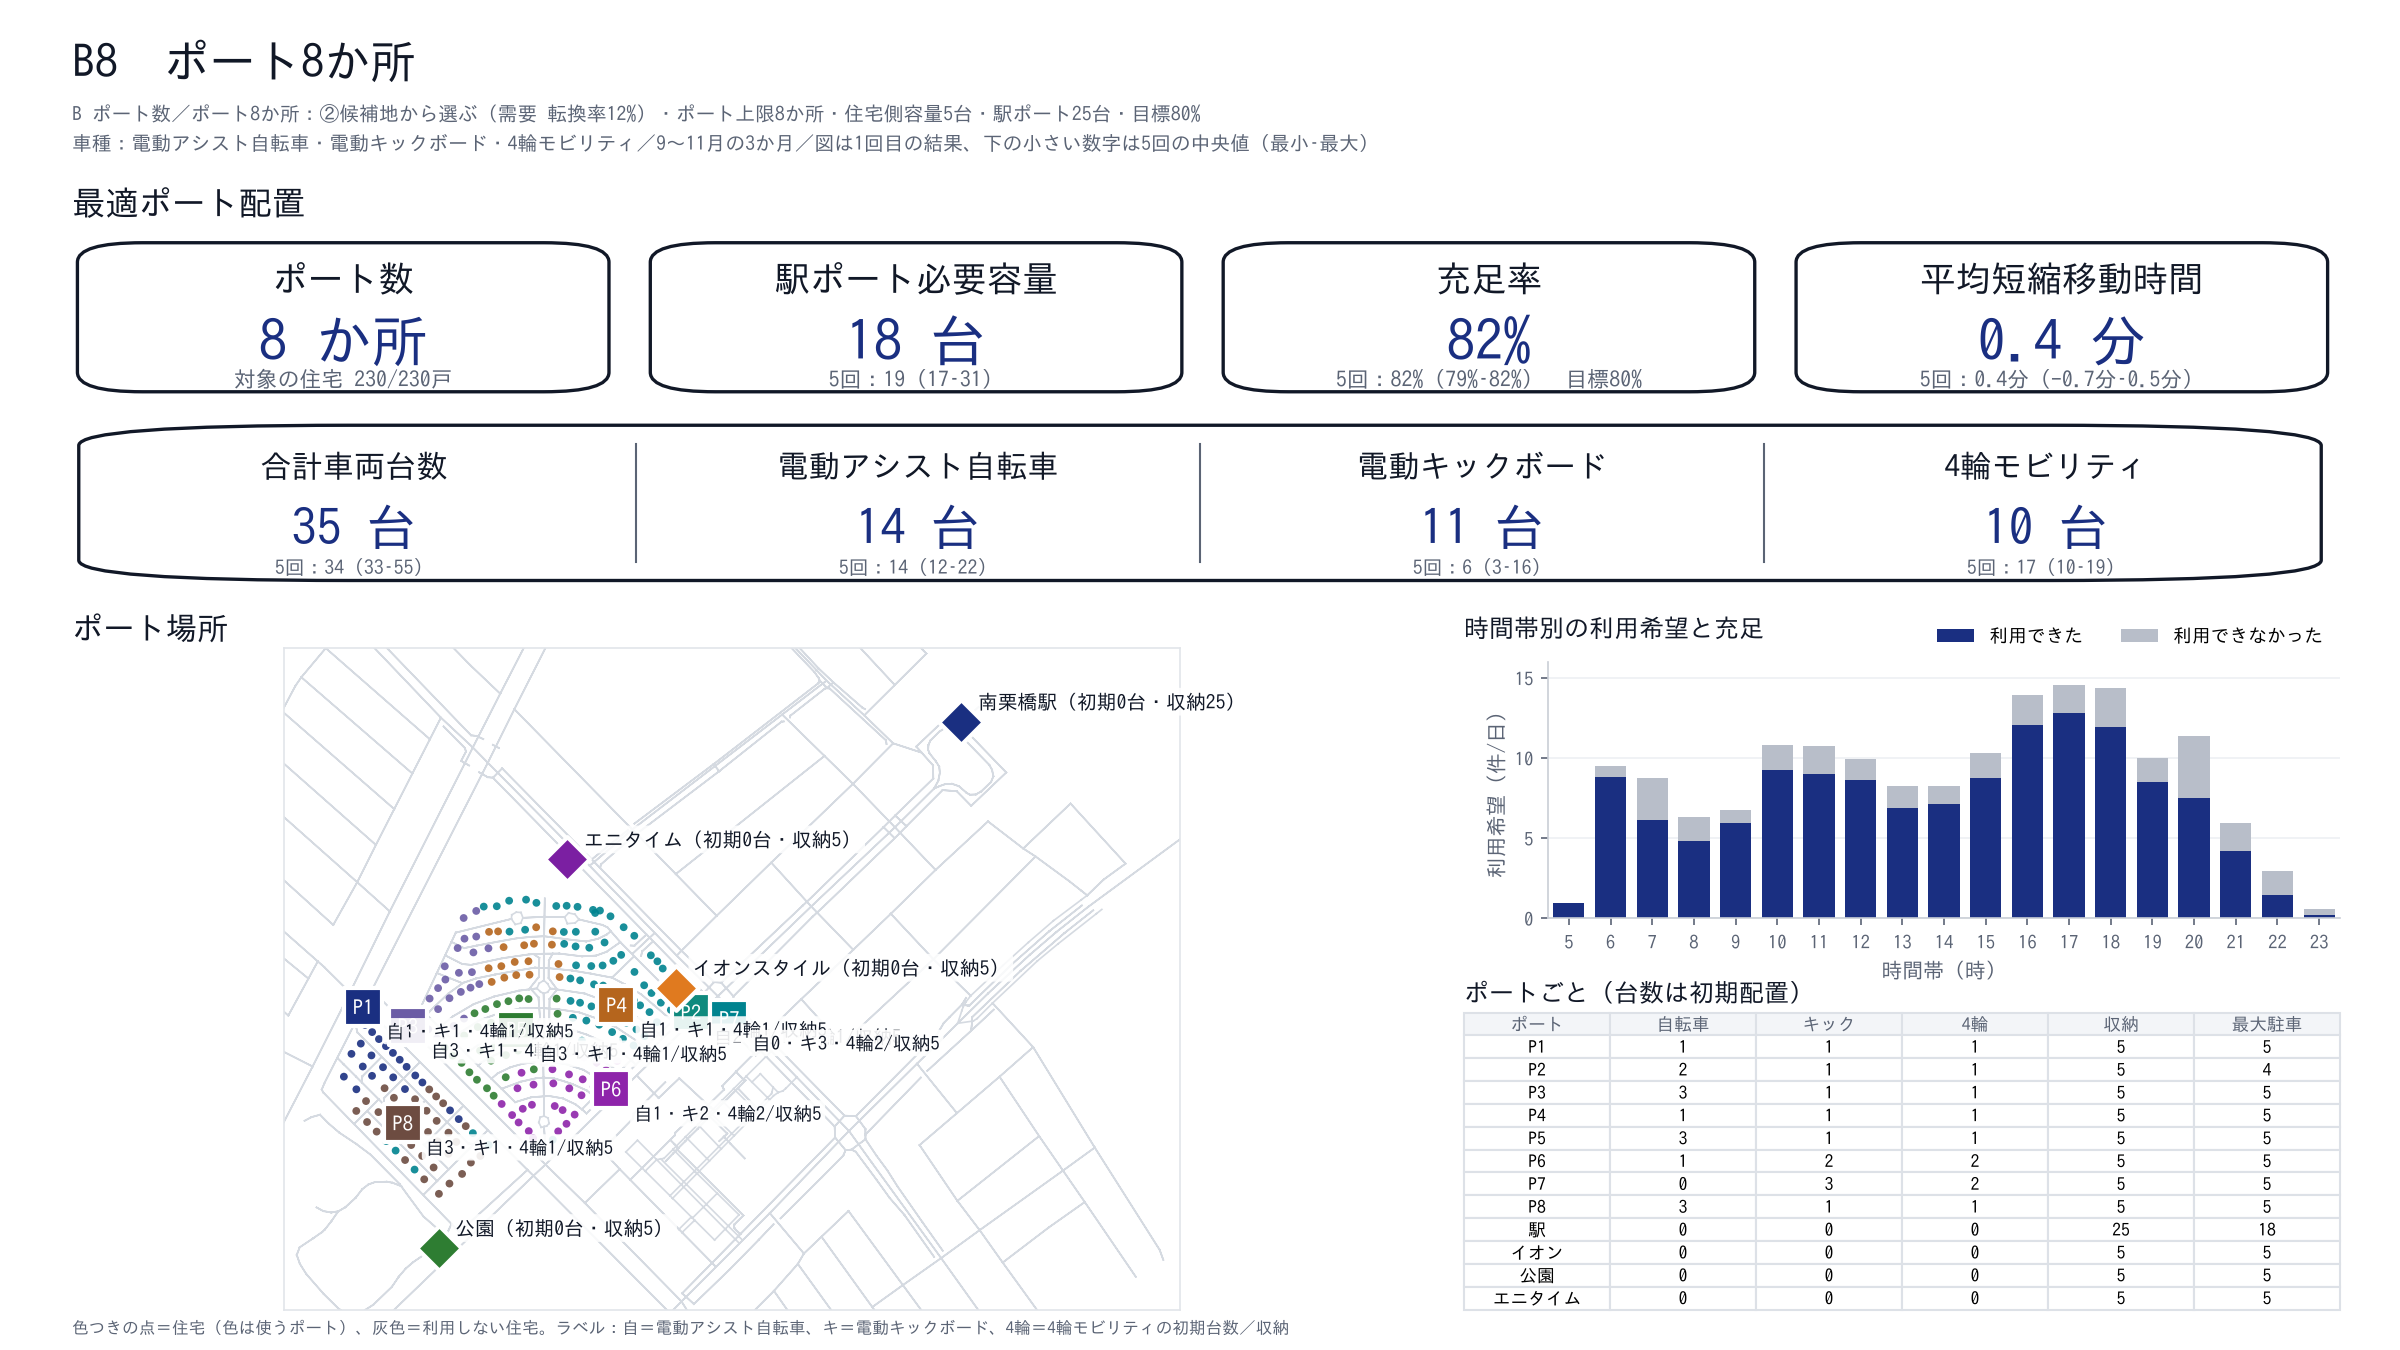 B8　ポート8か所
B ポート数／ポート8か所：②候補地から選ぶ（需要 転換率12%）・ポート上限8か所・住宅側容量5台・駅ポート25台・目標80%
車種：電動アシスト自転車・電動キックボード・4輪モビリティ／9〜11月の3か月／図は1回目の結果、下の小さい数字は5回の中央値（最小-最大）
最適ポート配置
ポート数
8 か所
対象の住宅 230/230戸
駅ポート必要容量
18 台
5回：19（17-31）
充足率
82%
5回：82%（79%-82%）　目標80%
平均短縮移動時間
0.4 分
5回：0.4分（−0.7分-0.5分）
合計車両台数
35 台
5回：34（33-55）
電動アシスト自転車
14 台
5回：14（12-22）
電動キックボード
11 台
5回：6（3-16）
4輪モビリティ
10 台
5回：17（10-19）
ポート場所
南栗橋駅（初期0台・収納25）
エニタイム（初期0台・収納5）
イオンスタイル（初期0台・収納5）
P1
P4
P2
P7
自1・キ1・4輪1/収納5
自1・キ1・4輪1/収納5
自0・キ3・4輪2/収納5
自3・キ1・4
自3・キ1・4輪1/収納5
P6
自1・キ2・4輪2/収納5
P8
自3・キ1・4輪1/収納5
公園（初期0台・収納5）
時間帯別の利用希望と充足
利用できた
利用できなかった
利用希望（件/日）
15
10
5
0
5 6 7 8 9 10 11 12 13 14 15 16 17 18 19 20 21 22 23
時間帯（時）
ポートごと（台数は初期配置）
ポート 自転車 キック 4輪 収納 最大駐車
P1 1 1 1 5 5
P2 2 1 1 5 4
P3 3 1 1 5 5
P4 1 1 1 5 5
P5 3 1 1 5 5
P6 1 2 2 5 5
P7 0 3 2 5 5
P8 3 1 1 5 5
駅 0 0 0 25 18
イオン 0 0 0 5 5
公園 0 0 0 5 5
エニタイム 0 0 0 5 5
色つきの点＝住宅（色は使うポート）、灰色＝利用しない住宅。ラベル：自＝電動アシスト自転車、キ＝電動キックボード、4輪＝4輪モビリティの初期台数／収納